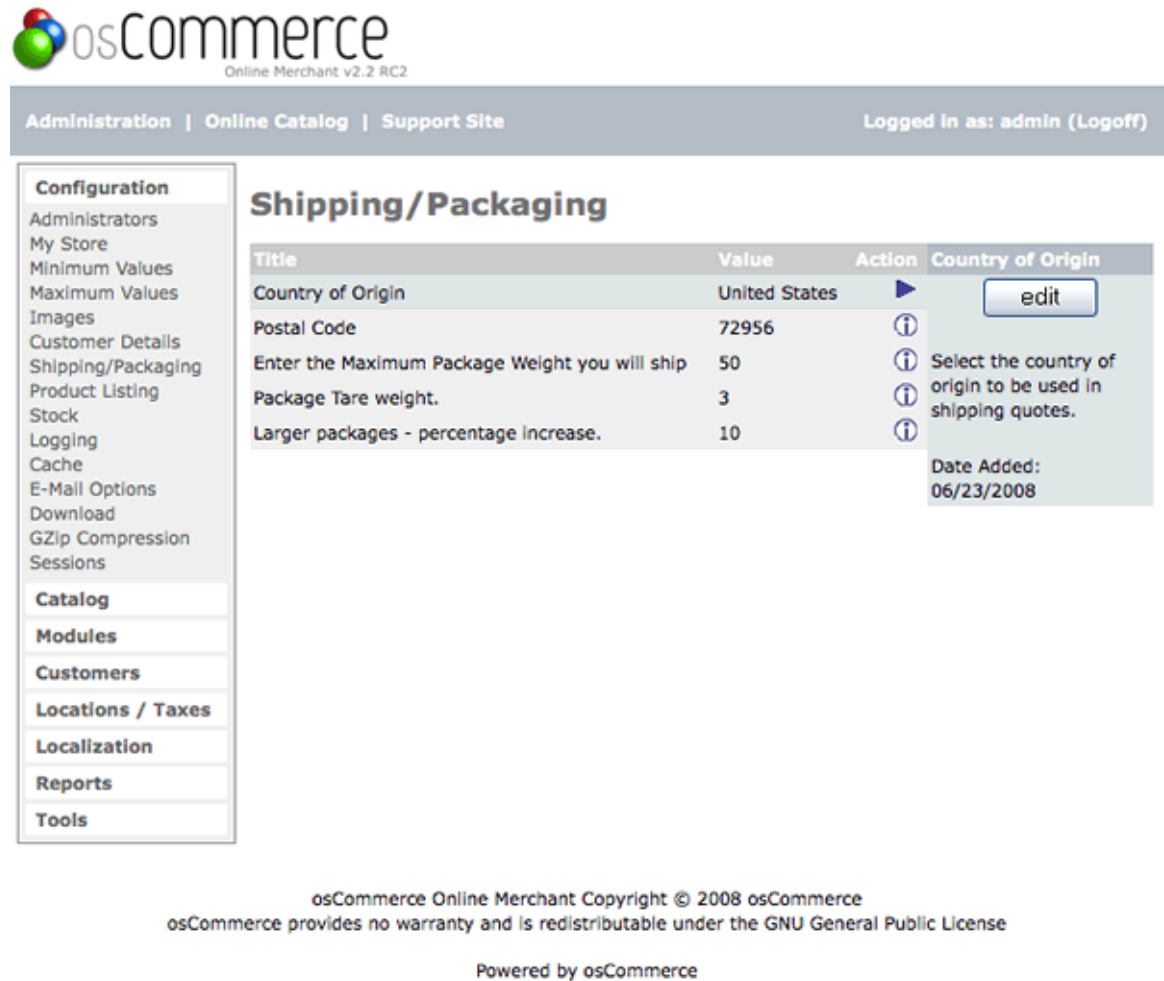 osCommerce
Online Merchant v2.2 RC2
Administration | Online Catalog | Support Site
Logged in as: admin (Logoff)
Configuration
Administrators
My Store
Minimum Values
Maximum Values
Images
Customer Details
Shipping/Packaging
Product Listing
Stock
Logging
Cache
E-Mail Options
Download
GZip Compression
Sessions
Catalog
Modules
Customers
Locations / Taxes
Localization
Reports
Tools
Shipping/Packaging
Title Value Action
Country of Origin United States
Postal Code 72956
Enter the Maximum Package Weight you will ship 50
Package Tare weight. 3
Larger packages - percentage increase. 10
Country of Origin
edit
Select the country of
origin to be used in
shipping quotes.
Date Added:
06/23/2008
osCommerce Online Merchant Copyright © 2008 osCommerce
osCommerce provides no warranty and is redistributable under the GNU General Public License
Powered by osCommerce